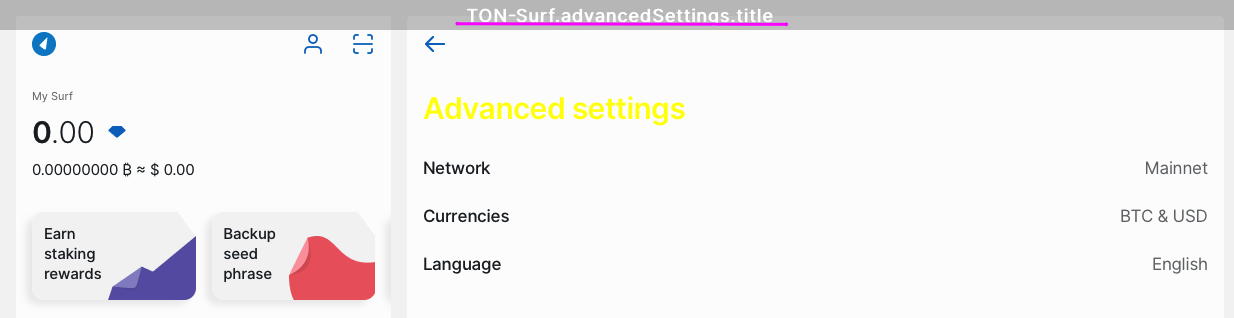 TON-Surf.advancedSettings.title
My Surf
0.00
0.00000000 ₿ ≈ $ 0.00
Earn
staking
rewards
Backup
seed
phrase
Advanced settings
Network Mainnet
Currencies BTC & USD
Language English